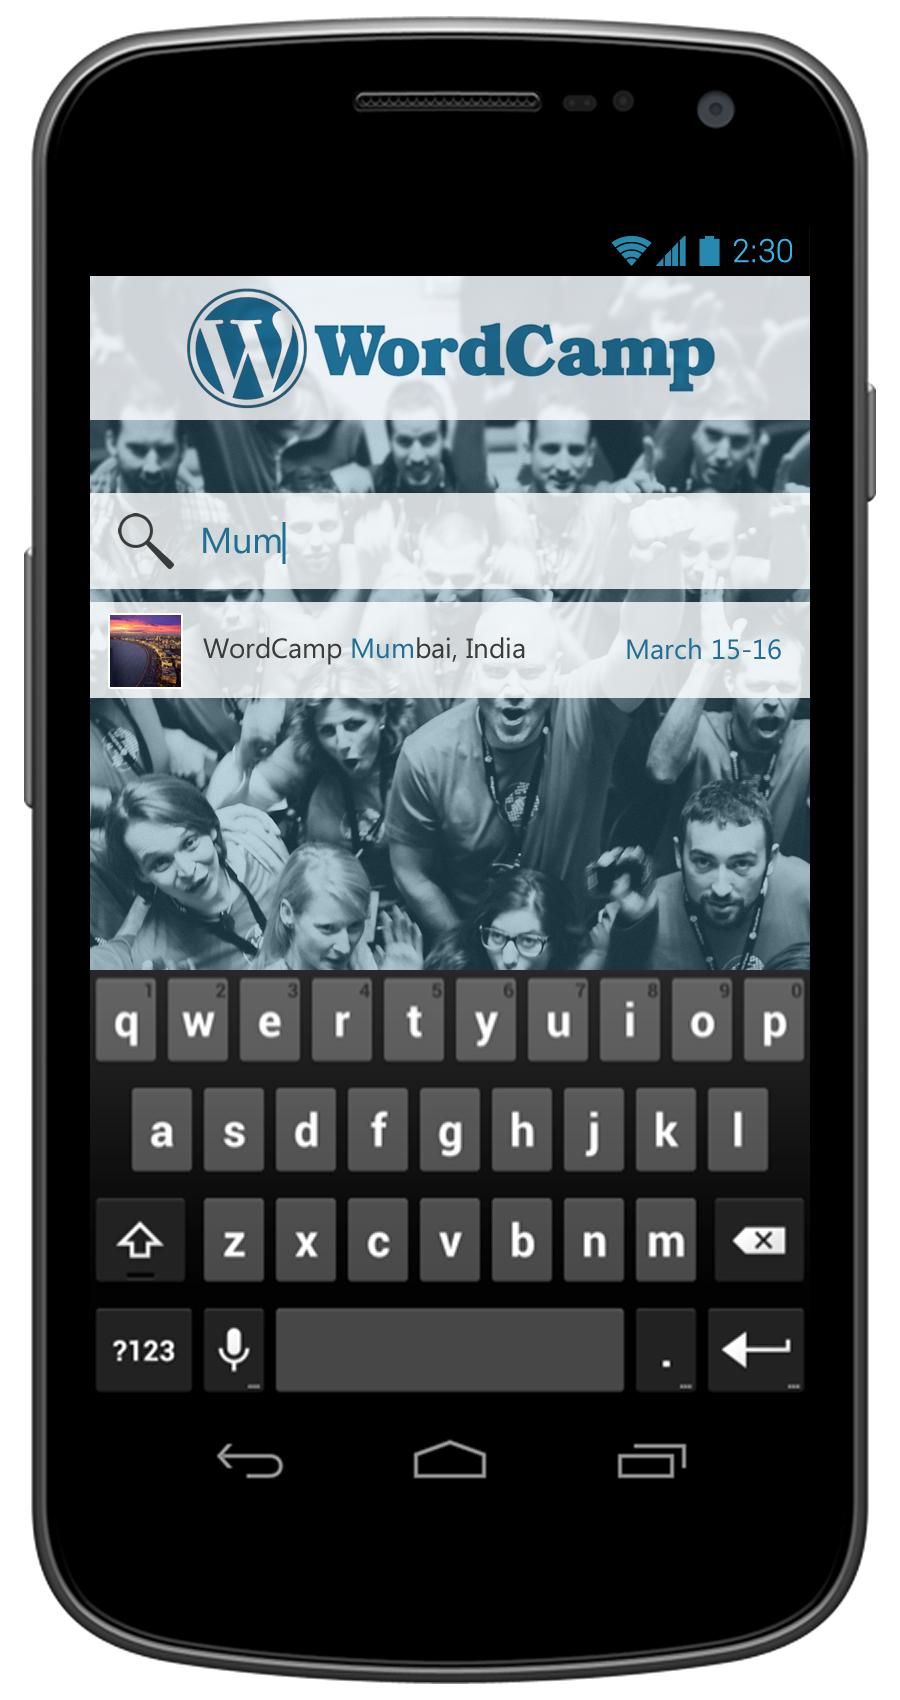 2:30
WordCamp
Mum
WordCamp Mumbai, India March 15-16
1 2 3 4 5 6 7 8 9 0
q w e r t y u i o p
a s d f g h j k l
z x c v b n m
?123 .